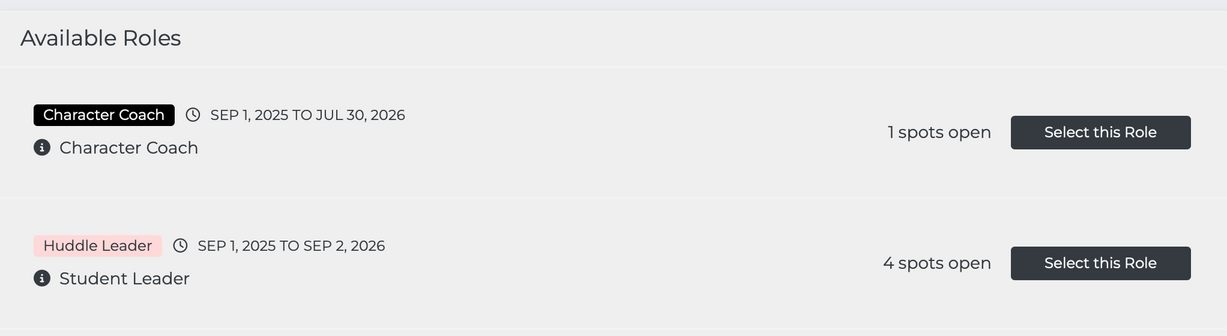 Available Roles
Character Coach SEP 1, 2025 TO JUL 30, 2026
Character Coach
1 spots open Select this Role
Huddle Leader SEP 1, 2025 TO SEP 2, 2026
Student Leader
4 spots open Select this Role